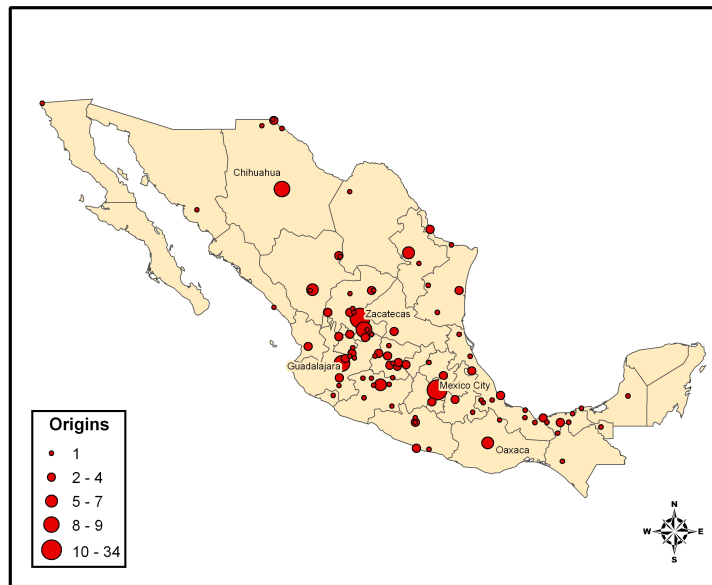 Chihuahua
Zacatecas
Guadalajara
Mexico City
Oaxaca
Origins
1
2 - 4
5 - 7
8 - 9
10 - 34
N
W E
S